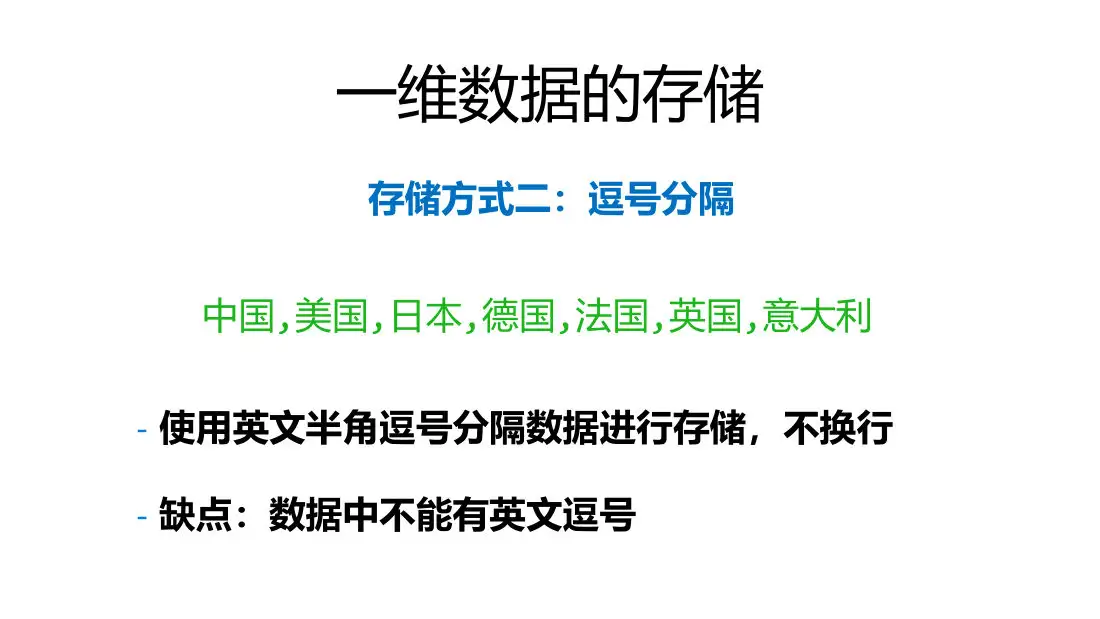 一维数据的存储
存储方式二：逗号分隔
中国,美国,日本,德国,法国,英国,意大利
- 使用英文半角逗号分隔数据进行存储，不换行
- 缺点：数据中不能有英文逗号